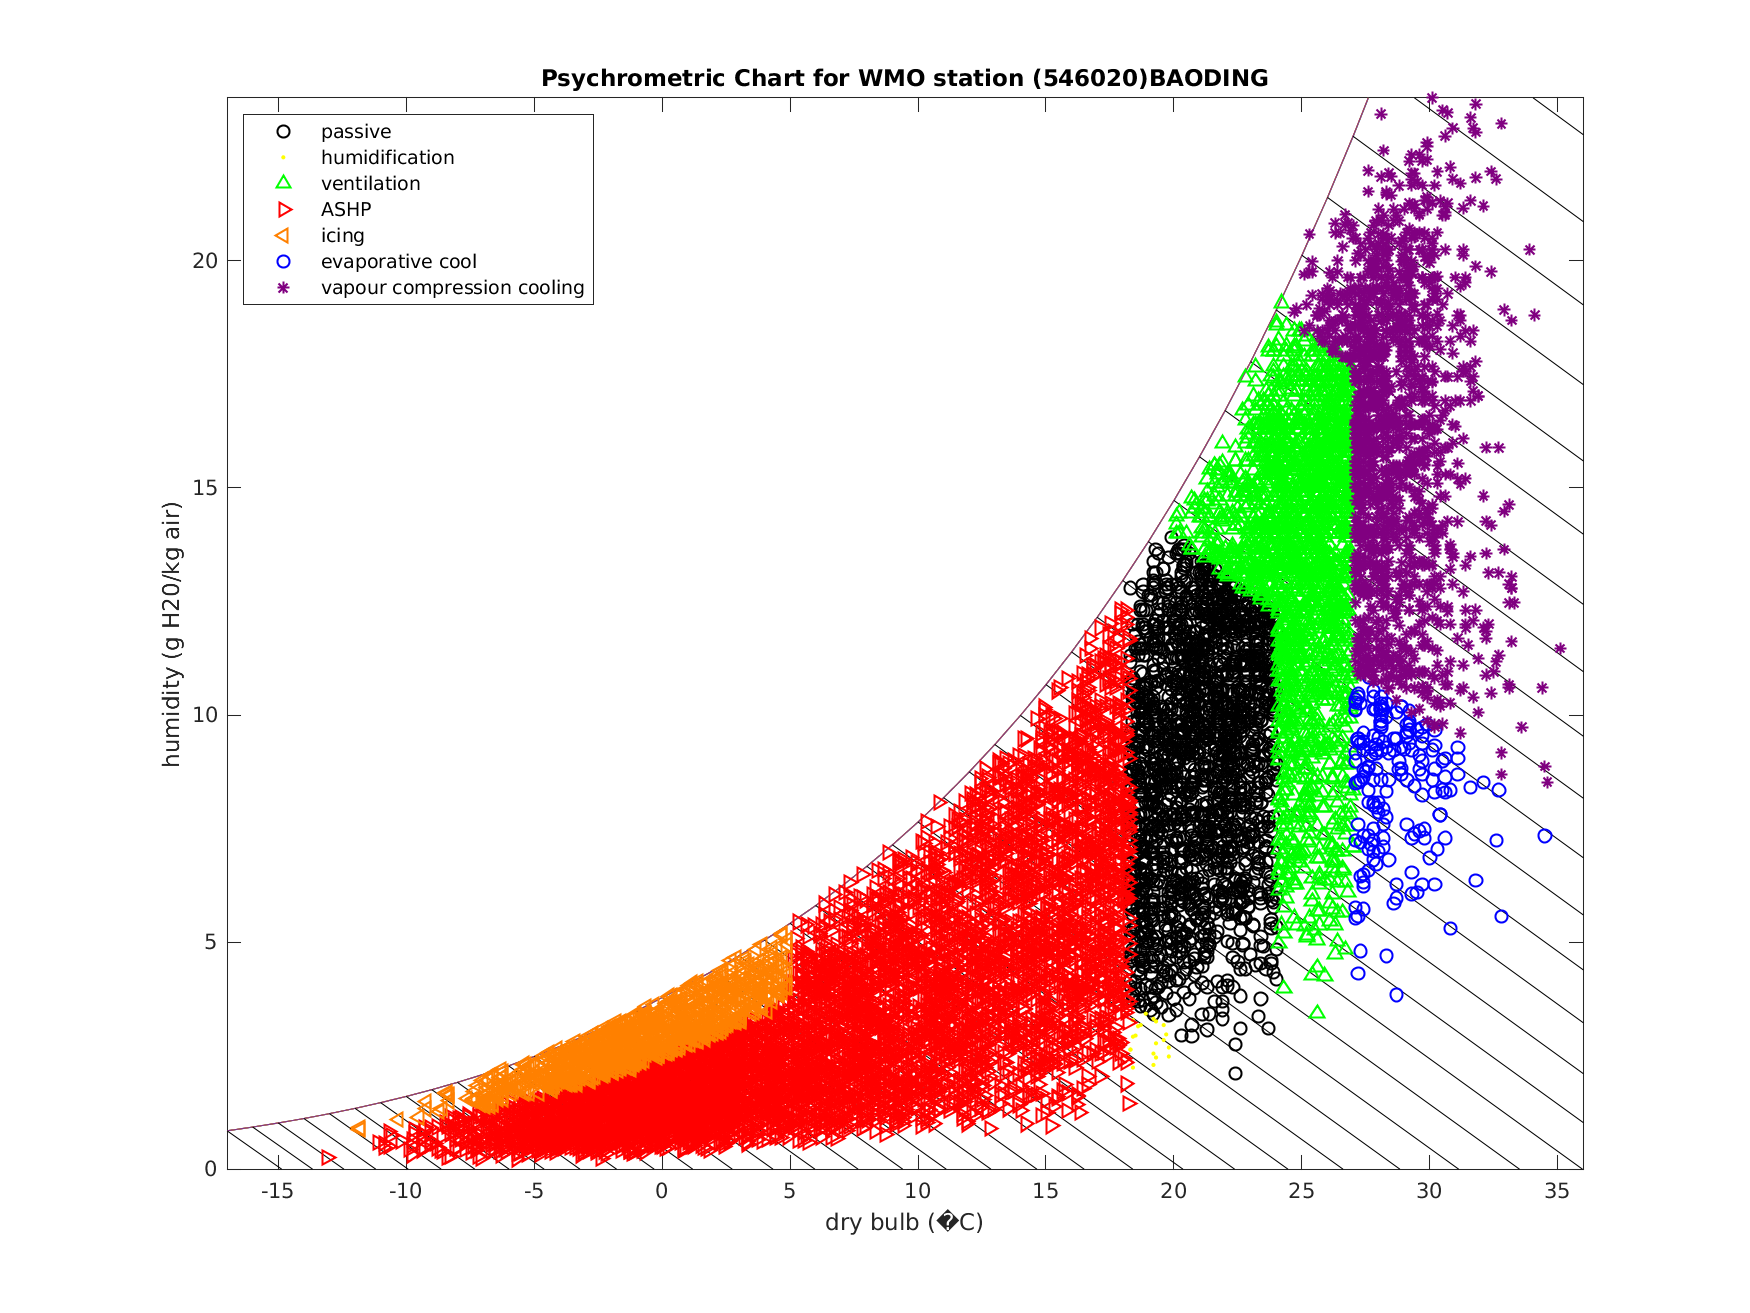 Psychrometric Chart for WMO station (546020)BAODING
passive
humidification
ventilation
ASHP
icing
evaporative cool
vapour compression cooling
humidity (g H20/kg air)
20
15
10
5
0
-15 -10 -5 0 5 10 15 20 25 30 35
dry bulb (�C)